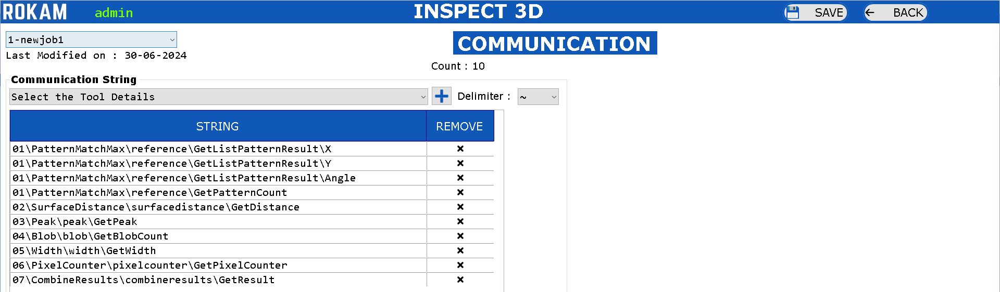 ROKAM admin INSPECT 3D SAVE BACK
1-newjob1
COMMUNICATION
Last Modified on : 30-06-2024
Count : 10
Communication String
Select the Tool Details Delimiter : ~
STRING REMOVE
01\PatternMatchMax\reference\GetListPatternResult\X
01\PatternMatchMax\reference\GetListPatternResult\Y
01\PatternMatchMax\reference\GetListPatternResult\Angle
01\PatternMatchMax\reference\GetPatternCount
02\SurfaceDistance\surfacedistance\GetDistance
03\Peak\peak\GetPeak
04\Blob\blob\GetBlobCount
05\Width\width\GetWidth
06\PixelCounter\pixelcounter\GetPixelCounter
07\CombineResults\combineresults\GetResult